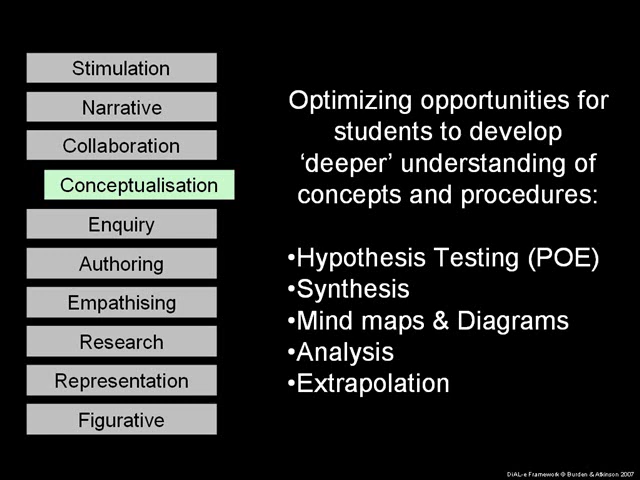 Stimulation
Narrative
Collaboration
Conceptualisation
Enquiry
Authoring
Empathising
Research
Representation
Figurative
Optimizing opportunities for
students to develop
‘deeper’ understanding of
concepts and procedures:
•Hypothesis Testing (POE)
•Synthesis
•Mind maps & Diagrams
•Analysis
•Extrapolation
DiAL-e Framework @ Burden & Atkinson 2007